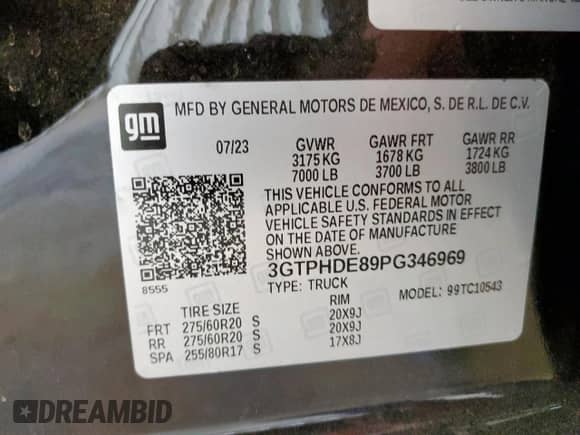 gm
MFD BY GENERAL MOTORS DE MEXICO, S. DE R.L. DE C.V.
07/23 GVWR GAWR FRT GAWR RR
3175 KG 1678 KG 1724 KG
7000 LB 3700 LB 3800 LB
THIS VEHICLE CONFORMS TO ALL
APPLICABLE U.S. FEDERAL MOTOR
VEHICLE SAFETY STANDARDS IN EFFECT
ON THE DATE OF MANUFACTURE
SHOWN ABOVE.
3GTPHDE89PG346969
8555
TYPE: TRUCK MODEL: 99TC10543
TIRE SIZE RIM
FRT 275/60R20 S 20X9J
RR 275/60R20 S 20X9J
SPA 255/80R17 S 17X8J
DREAMBID